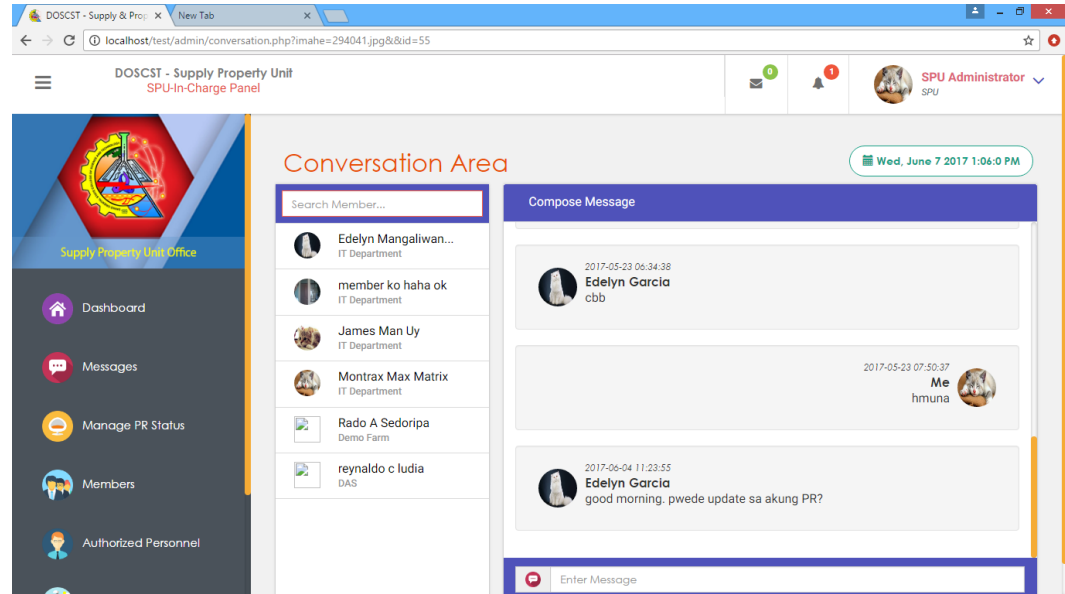 DOSCST - Supply & Prop
New Tab
localhost/test/admin/conversation.php?imahe=294041.jpg&&id=55
DOSCST - Supply Property Unit
SPU-In-Charge Panel
0
1
SPU Administrator
SPU
Supply Property Unit Office
Dashboard
Messages
Manage PR Status
Members
Authorized Personnel
Conversation Area
Wed, June 7 2017 1:06:0 PM
Search Member...
Edelyn Mangaliwan...
IT Department
member ko haha ok
IT Department
James Man Uy
IT Department
Montrax Max Matrix
IT Department
Rado A Sedoripa
Demo Farm
reynaldo c ludia
DAS
Compose Message
2017-05-23 06:34:38
Edelyn Garcia
cbb
2017-05-23 07:50:37
Me
hmuna
2017-06-04 11:23:55
Edelyn Garcia
good morning. pwede update sa akung PR?
Enter Message